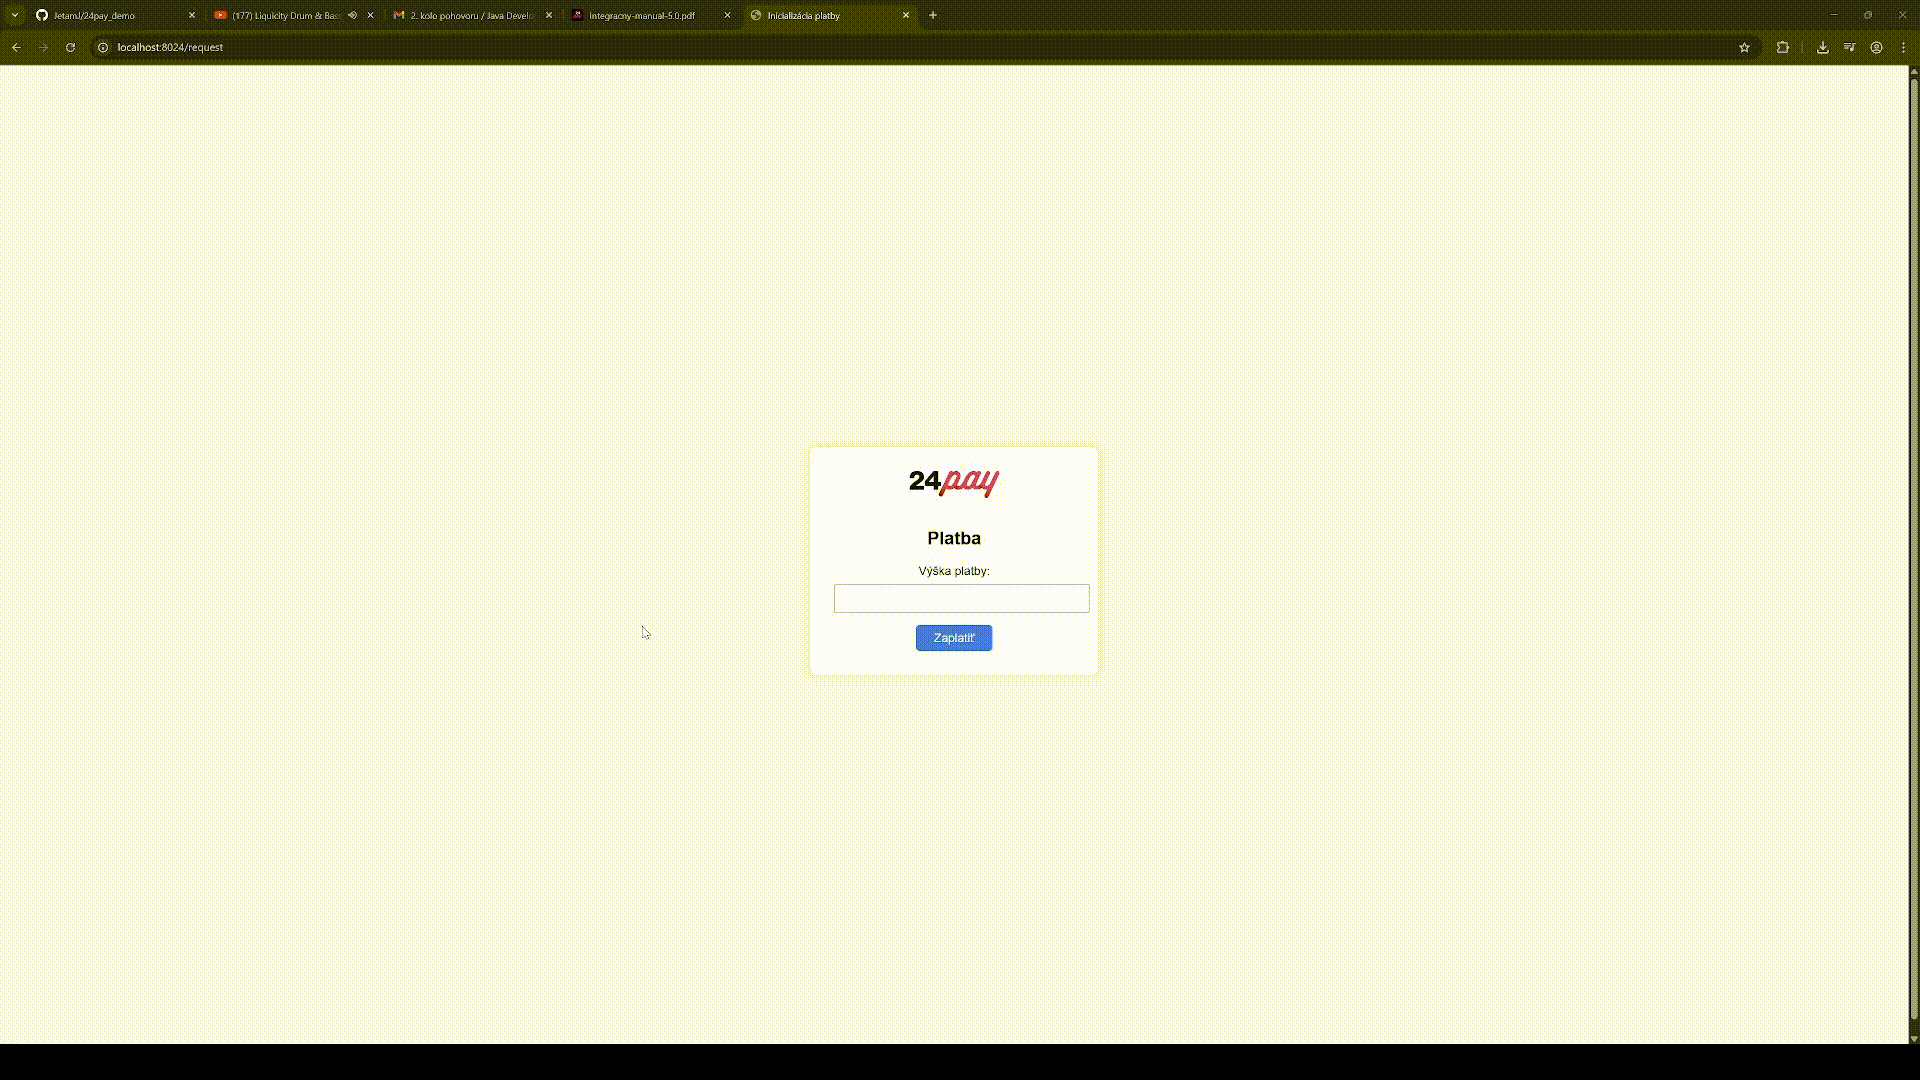 JetamJ/24pay_demo
(177) Liquicity Drum & Bas
2. kolo pohovoru / Java Develo
Integracny-manual-5.0.pdf
Inicializácia platby
localhost:8024/request
24pay
Platba
Výška platby:
Zaplatiť